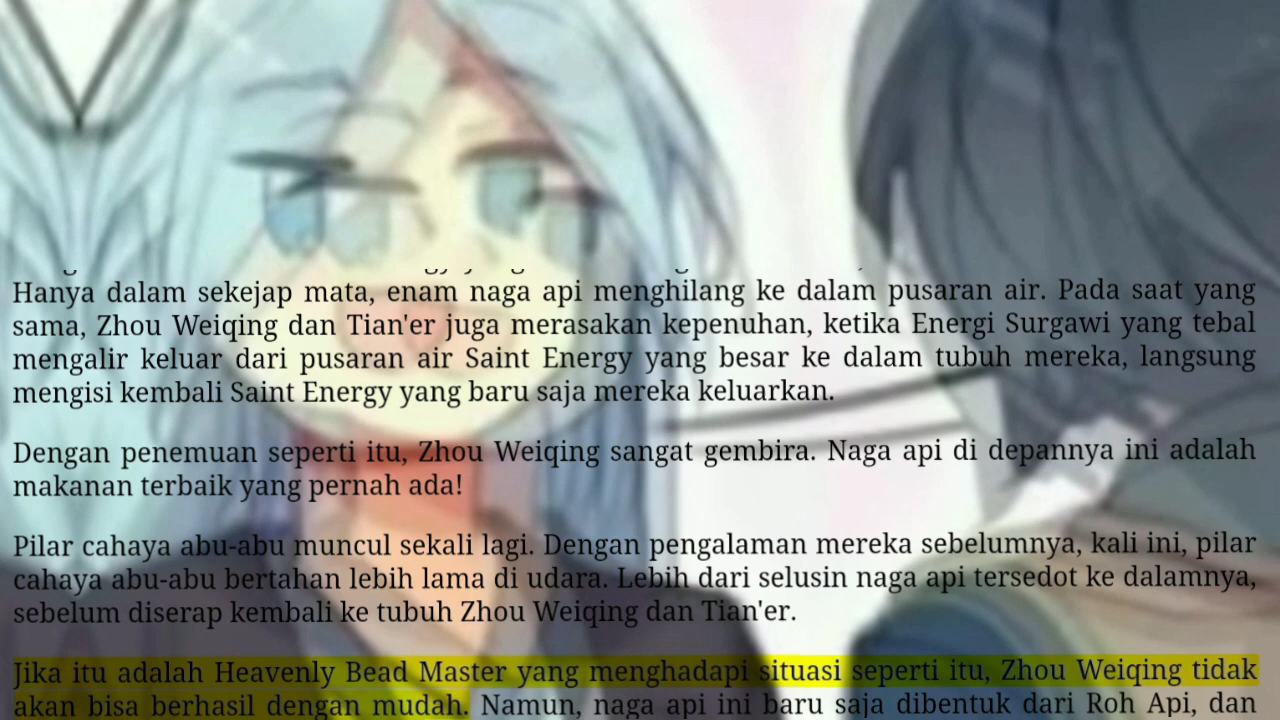 Hanya dalam sekejap mata, enam naga api menghilang ke dalam pusaran air. Pada saat yang
sama, Zhou Weiqing dan Tian'er juga merasakan kepenuhan, ketika Energi Surgawi yang tebal
mengalir keluar dari pusaran air Saint Energy yang besar ke dalam tubuh mereka, langsung
mengisi kembali Saint Energy yang baru saja mereka keluarkan.
Dengan penemuan seperti itu, Zhou Weiqing sangat gembira. Naga api di depannya ini adalah
makanan terbaik yang pernah ada!
Pilar cahaya abu-abu muncul sekali lagi. Dengan pengalaman mereka sebelumnya, kali ini, pilar
cahaya abu-abu bertahan lebih lama di udara. Lebih dari selusin naga api tersedot ke dalamnya,
sebelum diserap kembali ke tubuh Zhou Weiqing dan Tian'er.
Jika itu adalah Heavenly Bead Master yang menghadapi situasi seperti itu, Zhou Weiqing tidak
akan bisa berhasil dengan mudah. Namun, naga api ini baru saja dibentuk dari Roh Api, dan